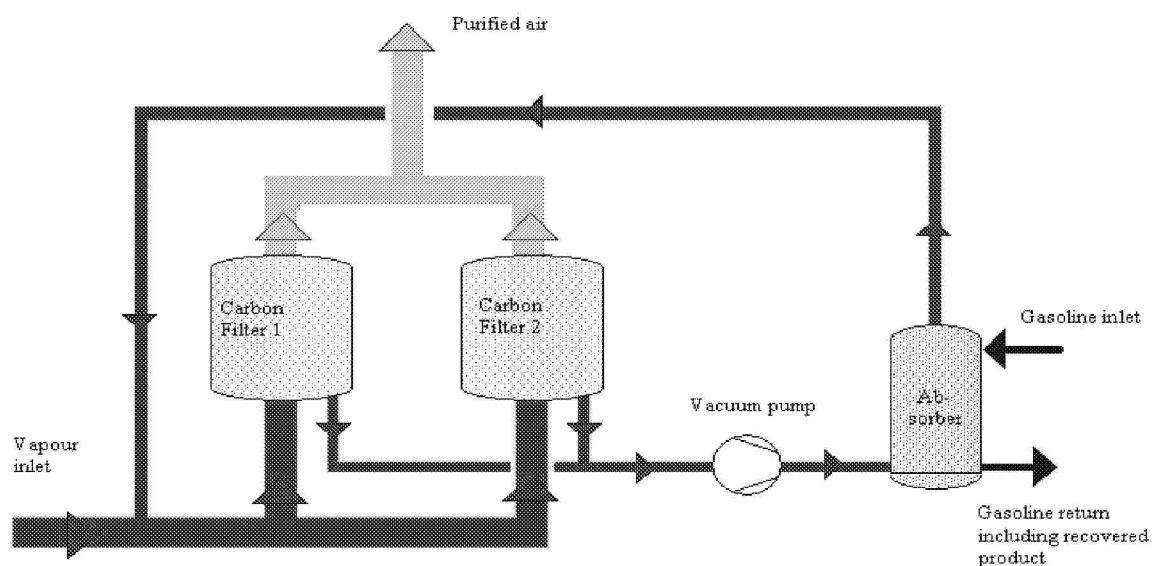 Purified air
Carbon
Filter 1
Carbon
Filter 2
Gasoline inlet
Vacuum pump
Ab-
sorber
Vapour
inlet
Gasoline return
including recovered
product